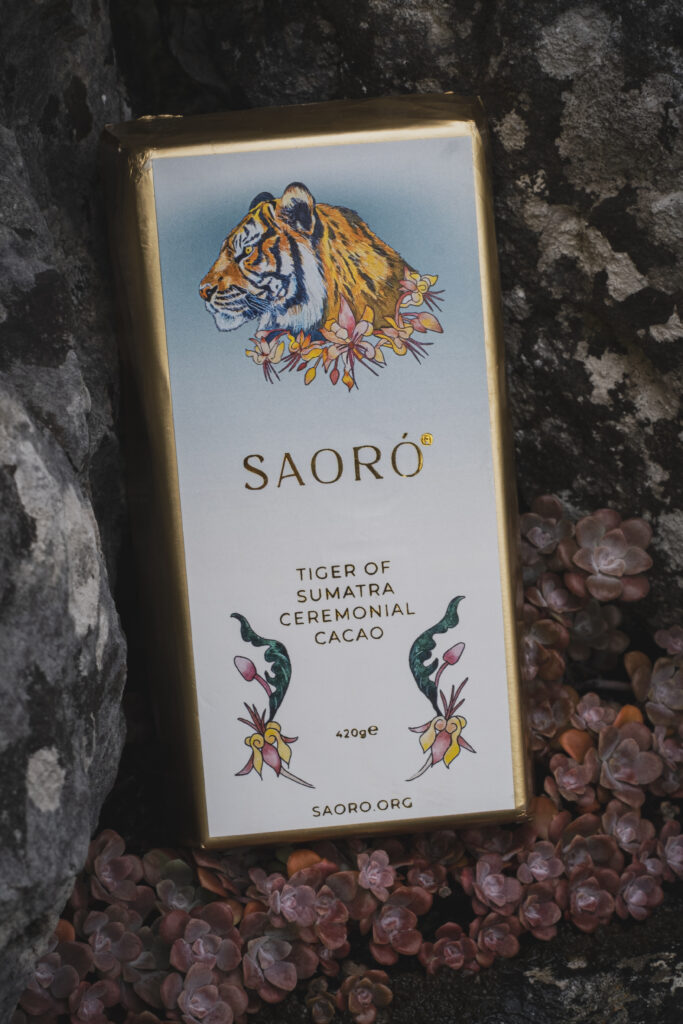 SAORÓ
TIGER OF
SUMATRA
CEREMONIAL
CACAO
420g℮
SAORO.ORG